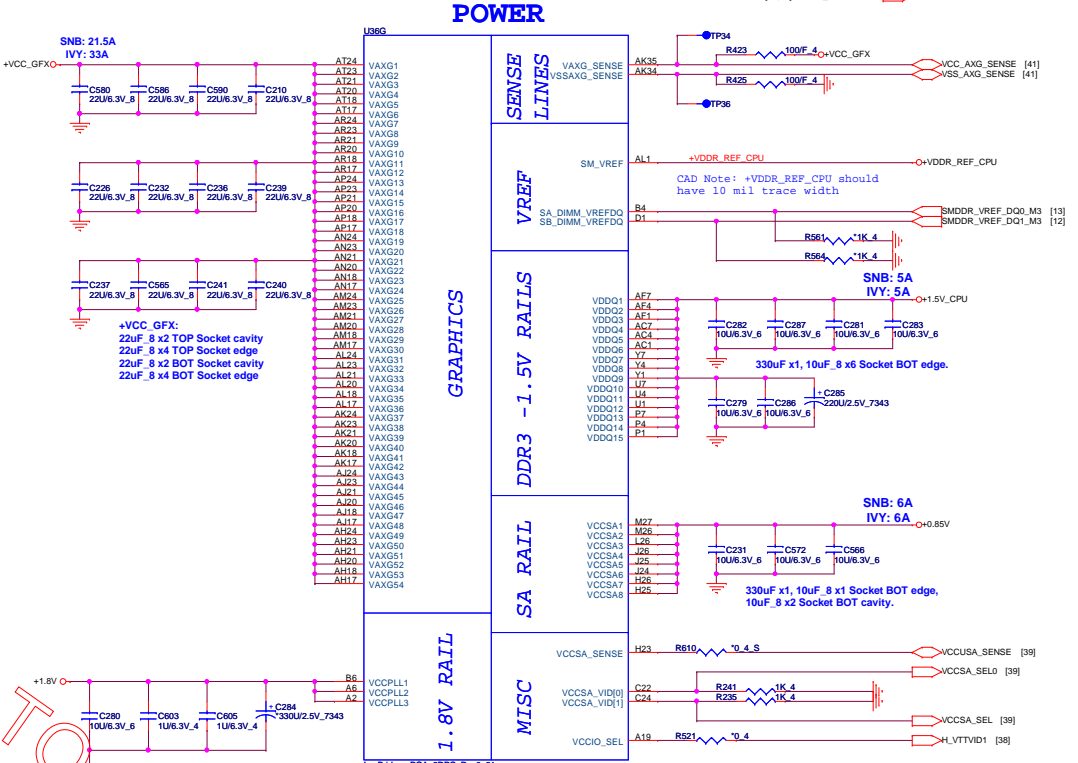 POWER
U36G
SNB: 21.5A
IVY: 33A
+VCC_GFX
C580
22U/6.3V_8
C586
22U/6.3V_8
C590
22U/6.3V_8
C210
22U/6.3V_8
C226
22U/6.3V_8
C232
22U/6.3V_8
C236
22U/6.3V_8
C239
22U/6.3V_8
C237
22U/6.3V_8
C565
22U/6.3V_8
C241
22U/6.3V_8
C240
22U/6.3V_8
+VCC_GFX:
22uF_8 x2 TOP Socket cavity
22uF_8 x4 TOP Socket edge
22uF_8 x2 BOT Socket cavity
22uF_8 x4 BOT Socket edge
AT24 VAXG1
AT23 VAXG2
AT21 VAXG3
AT20 VAXG4
AT18 VAXG5
AT17 VAXG6
AR24 VAXG7
AR23 VAXG8
AR21 VAXG9
AR20 VAXG10
AR18 VAXG11
AR17 VAXG12
AP24 VAXG13
AP23 VAXG14
AP21 VAXG15
AP20 VAXG16
AP18 VAXG17
AP17 VAXG18
AN24 VAXG19
AN23 VAXG20
AN21 VAXG21
AN20 VAXG22
AN18 VAXG23
AN17 VAXG24
AM24 VAXG25
AM23 VAXG26
AM21 VAXG27
AM20 VAXG28
AM18 VAXG29
AM17 VAXG30
AL24 VAXG31
AL23 VAXG32
AL21 VAXG33
AL20 VAXG34
AL18 VAXG35
AL17 VAXG36
AK24 VAXG37
AK23 VAXG38
AK21 VAXG39
AK20 VAXG40
AK18 VAXG41
AK17 VAXG42
AJ24 VAXG43
AJ23 VAXG44
AJ21 VAXG45
AJ20 VAXG46
AJ18 VAXG47
AJ17 VAXG48
AH24 VAXG49
AH23 VAXG50
AH21 VAXG51
AH20 VAXG52
AH18 VAXG53
AH17 VAXG54
GRAPHICS
SENSE
LINES
VAXG_SENSE AK35
VSSAXG_SENSE AK34
TP34
R423 100/F_4 +VCC_GFX
VCC_AXG_SENSE [41]
VSS_AXG_SENSE [41]
R425 100/F_4
TP36
VREF
SM_VREF AL1 +VDDR_REF_CPU +VDDR_REF_CPU
CAD Note: +VDDR_REF_CPU should
have 10 mil trace width
SA_DIMM_VREFDQ B4 SMDDR_VREF_DQ0_M3 [13]
SB_DIMM_VREFDQ D1 SMDDR_VREF_DQ1_M3 [12]
R561 *1K_4
R564 *1K_4
DDR3 -1.5V RAILS
SNB: 5A
IVY: 5A
+1.5V_CPU
VDDQ1 AF7
VDDQ2 AF4
VDDQ3 AF1
VDDQ4 AC7
VDDQ5 AC4
VDDQ6 AC1
VDDQ7 Y7
VDDQ8 Y4
VDDQ9 Y1
VDDQ10 U7
VDDQ11 U4
VDDQ12 U1
VDDQ13 P7
VDDQ14 P4
VDDQ15 P1
C282
10U/6.3V_6
C287
10U/6.3V_6
C281
10U/6.3V_6
C283
10U/6.3V_6
330uF x1, 10uF_8 x6 Socket BOT edge.
C279
10U/6.3V_6
C286
10U/6.3V_6
+ C285
220U/2.5V_7343
SA RAIL
SNB: 6A
IVY: 6A
+0.85V
VCCSA1 M27
VCCSA2 M26
VCCSA3 L26
VCCSA4 J26
VCCSA5 J25
VCCSA6 J24
VCCSA7 H26
VCCSA8 H25
C231
10U/6.3V_6
C572
10U/6.3V_6
C566
10U/6.3V_6
330uF x1, 10uF_8 x1 Socket BOT edge,
10uF_8 x2 Socket BOT cavity.
MISC
VCCSA_SENSE H23 R610 *0_4_S VCCUSA_SENSE [39]
VCCSA_SEL0 [39]
VCCSA_VID[0] C22 R241 1K_4
VCCSA_VID[1] C24 R235 1K_4
VCCSA_SEL [39]
VCCIO_SEL A19 R521 *0_4 H_VTTVID1 [38]
1.8V RAIL
+1.8V
B6 VCCPLL1
A6 VCCPLL2
A2 VCCPLL3
C280
10U/6.3V_6
C603
1U/6.3V_4
C605
1U/6.3V_4
+ C284
*330U/2.5V_7343
TO